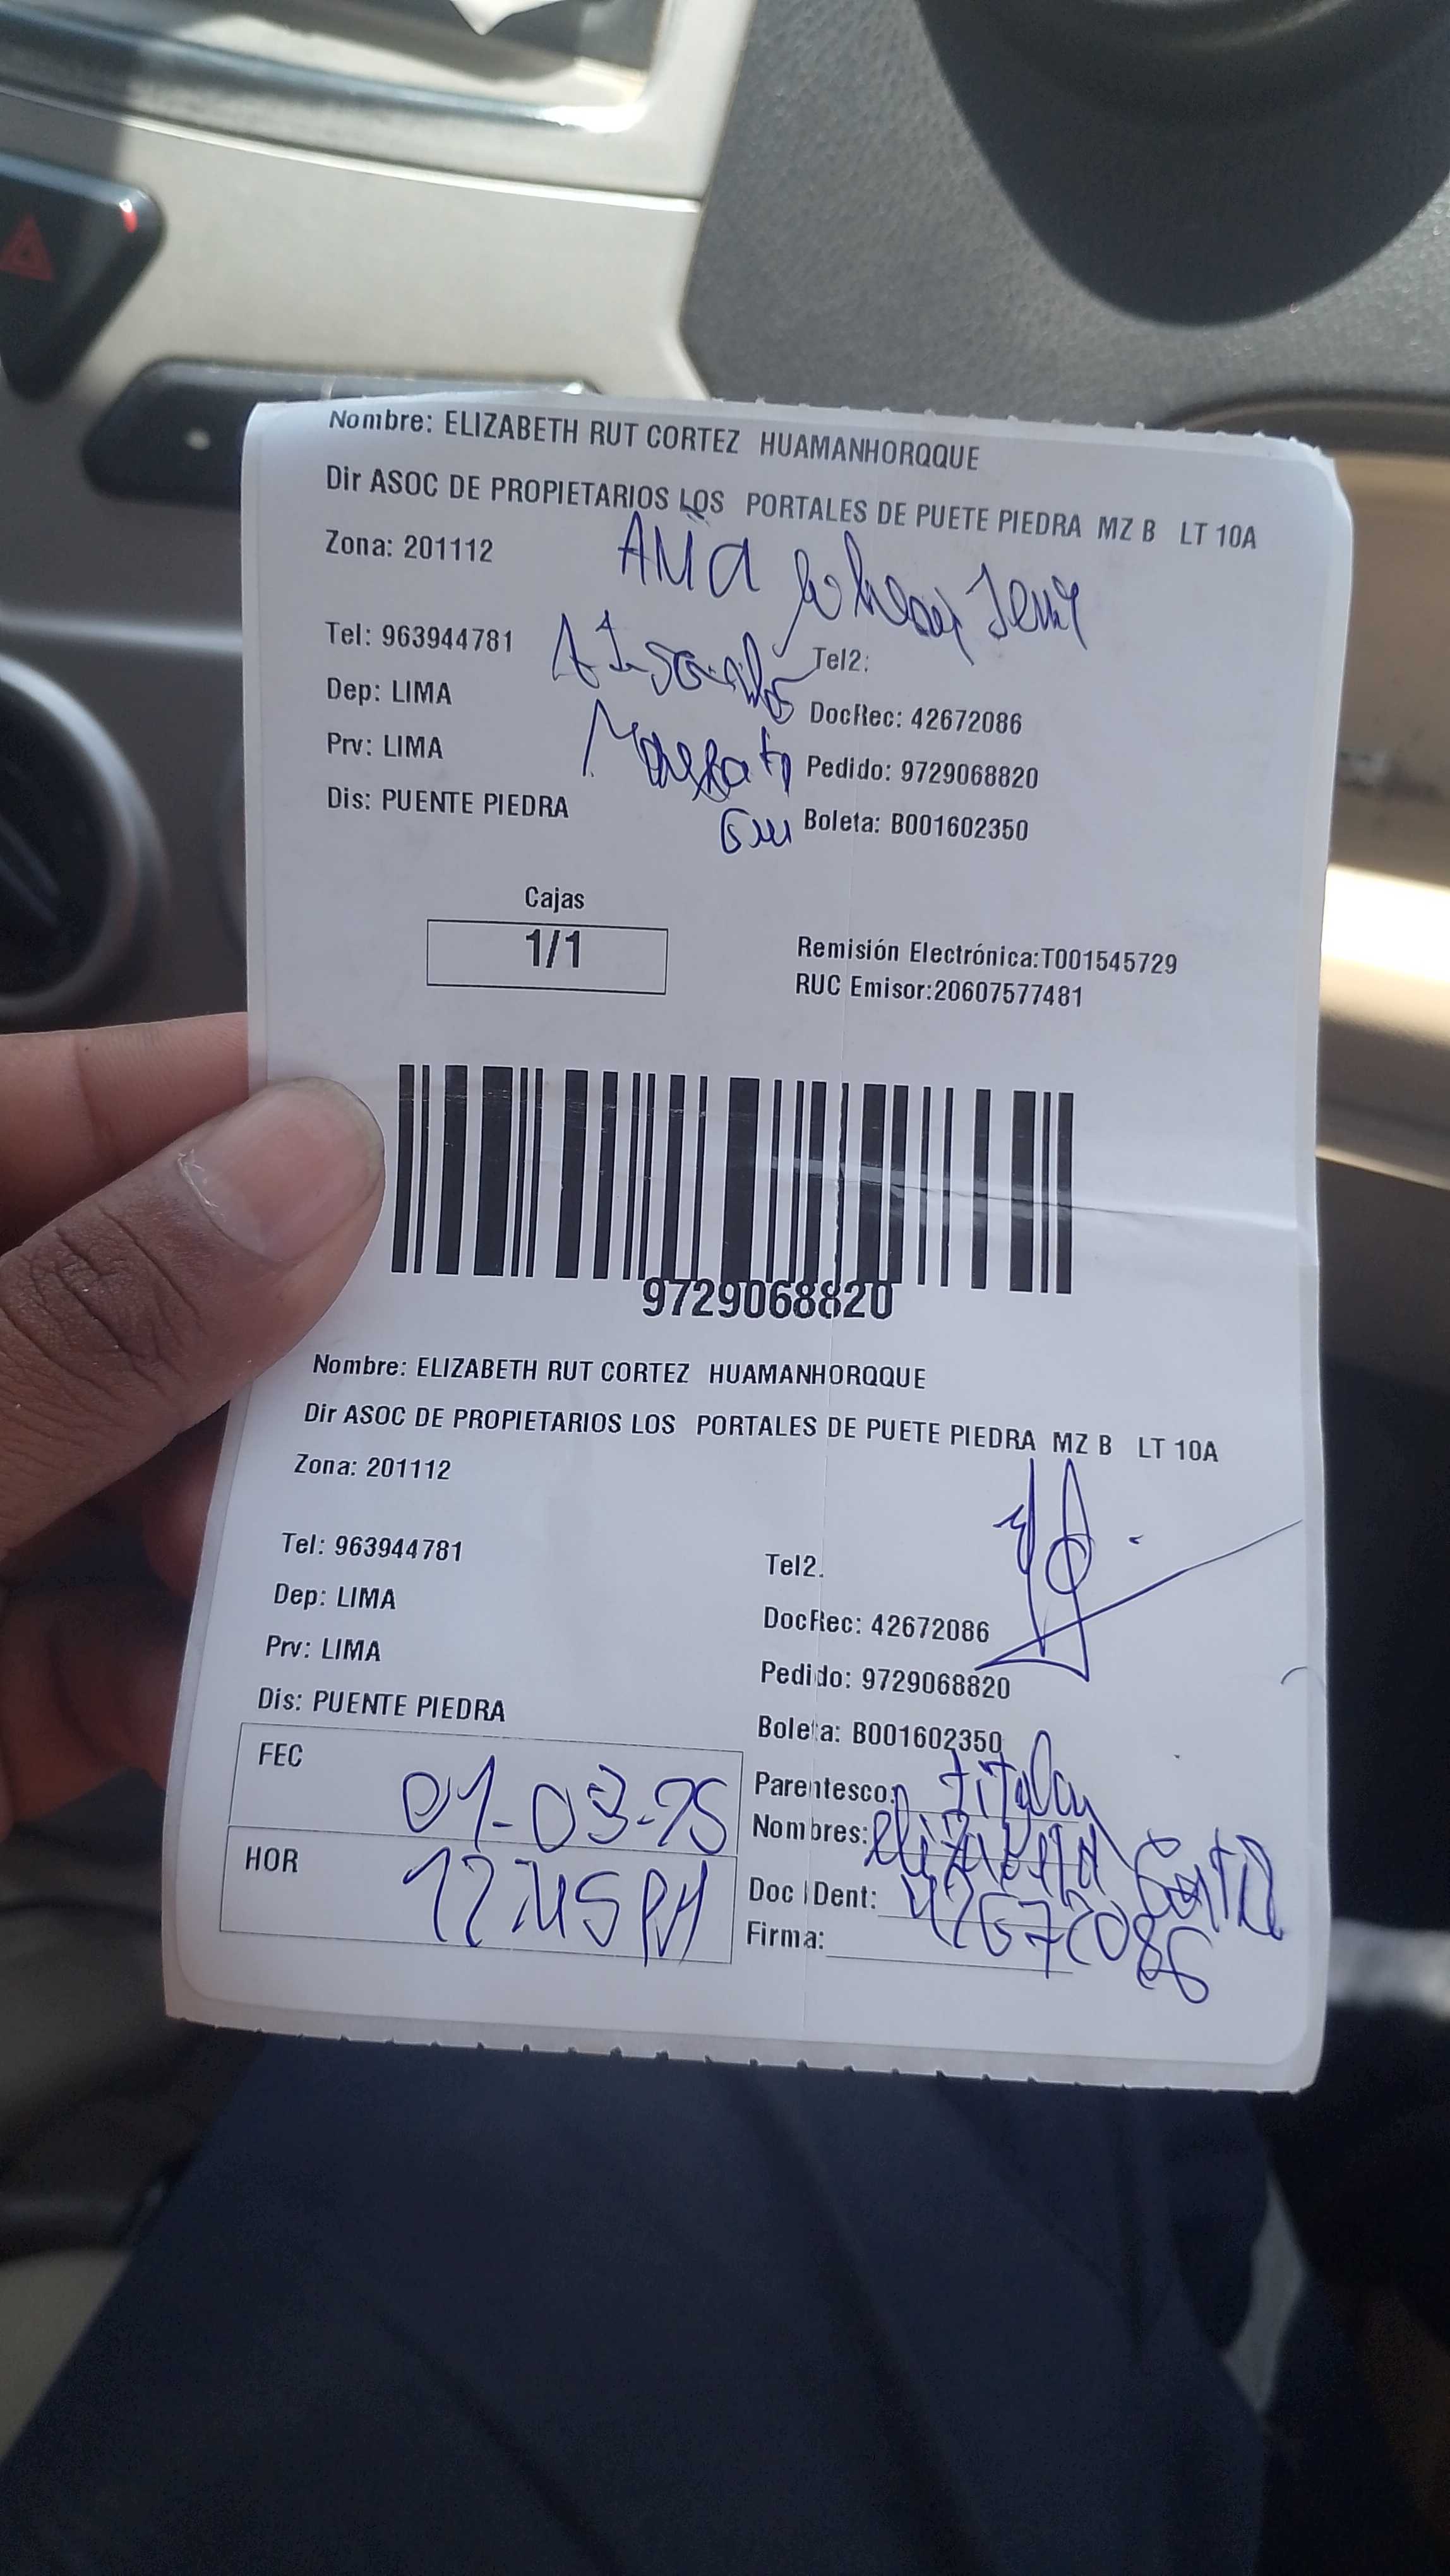 Nombre: ELIZABETH RUT CORTEZ HUAMANHORQQUE
Dir ASOC DE PROPIETARIOS LOS PORTALES DE PUETE PIEDRA MZ B LT 10A
Zona: 201112
Tel: 963944781
Tel2:
Dep: LIMA
DocRec: 42672086
Prv: LIMA
Pedido: 9729068820
Dis: PUENTE PIEDRA
Boleta: B001602350
Cajas
1/1
Remisión Electrónica:T001545729
RUC Emisor:20607577481
9729068820
Nombre: ELIZABETH RUT CORTEZ HUAMANHORQQUE
Dir ASOC DE PROPIETARIOS LOS PORTALES DE PUETE PIEDRA MZ B LT 10A
Zona: 201112
Tel: 963944781
Tel2.
Dep: LIMA
DocRec: 42672086
Prv: LIMA
Pedido: 9729068820
Dis: PUENTE PIEDRA
Boleta: B001602350
FEC 01-03-25
Parentesco: titular
Nombres: elizabeth
HOR
Doc Dent: 42672086
Firma: